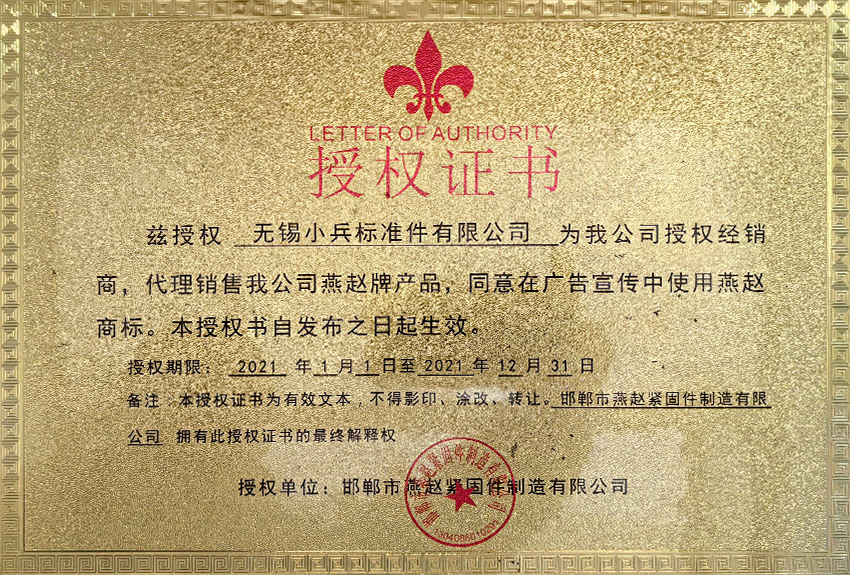 LETTER OF AUTHORITY
授权证书
兹授权 无锡小兵标准件有限公司 为我公司授权经销
商，代理销售我公司燕赵牌产品，同意在广告宣传中使用燕赵
商标。本授权书自发布之日起生效。
授权期限： 2021 年 1 月 1 日至 2021 年 12 月 31 日
备注：本授权证书为有效文本，不得影印、涂改、转让。邯郸市燕赵紧固件制造有限
公司 拥有此授权证书的最终解释权
授权单位：邯郸市燕赵紧固件制造有限公司